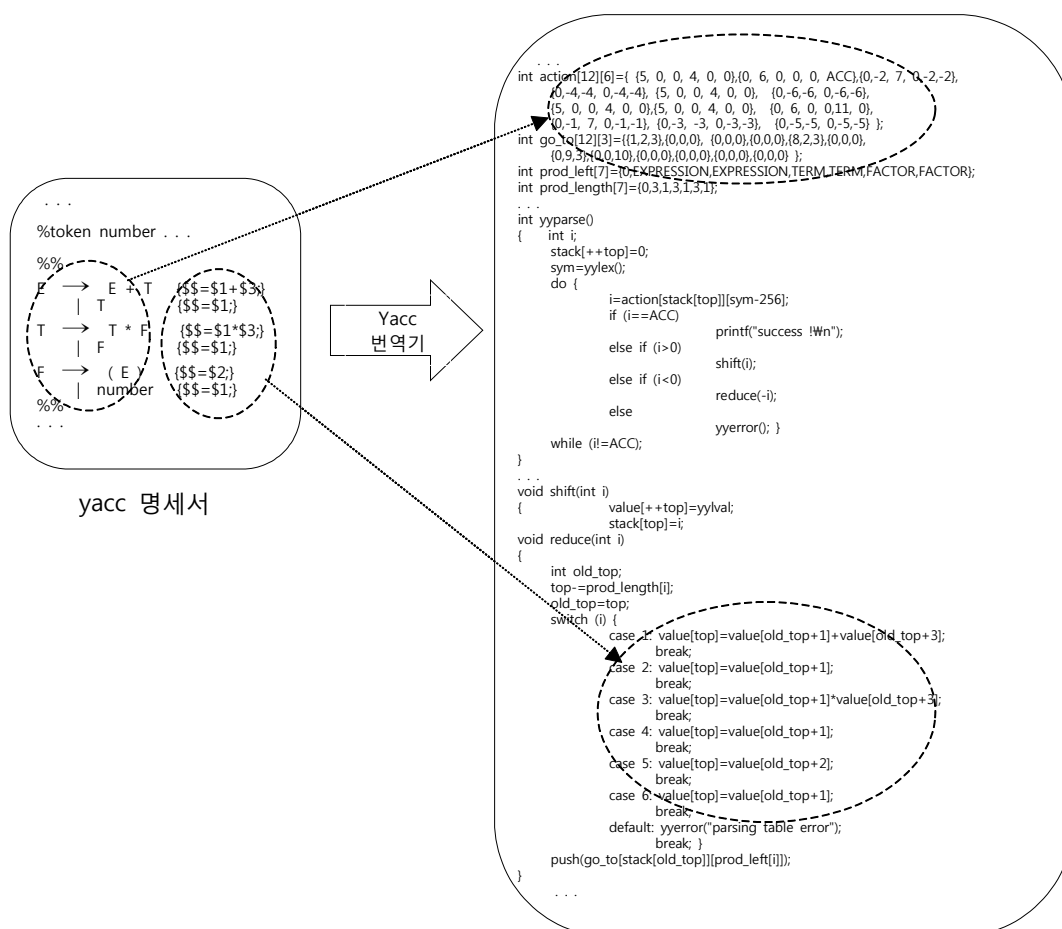 . . .
%token number . . .
%%
E → E + T {$$=$1+$3;}
| T {$$=$1;}
T → T * F {$$=$1*$3;}
| F {$$=$1;}
F → ( E ) {$$=$2;}
| number {$$=$1;}
%%
. . .
yacc 명세서
Yacc
번역기
. . .
int action[12][6]={ {5, 0, 0, 4, 0, 0},{0, 6, 0, 0, 0, ACC},{0,-2, 7, 0,-2,-2},
{0,-4,-4, 0,-4,-4}, {5, 0, 0, 4, 0, 0}, {0,-6,-6, 0,-6,-6},
{5, 0, 0, 4, 0, 0},{5, 0, 0, 4, 0, 0}, {0, 6, 0, 0,11, 0},
{0,-1, 7, 0,-1,-1}, {0,-3, -3, 0,-3,-3}, {0,-5,-5, 0,-5,-5} };
int go_to[12][3]={{1,2,3},{0,0,0}, {0,0,0},{0,0,0},{8,2,3},{0,0,0},
{0,9,3},{0,0,10},{0,0,0},{0,0,0},{0,0,0},{0,0,0} };
int prod_left[7]={0,EXPRESSION,EXPRESSION,TERM,TERM,FACTOR,FACTOR};
int prod_length[7]={0,3,1,3,1,3,1};
. . .
int yyparse()
{ int i;
stack[++top]=0;
sym=yylex();
do {
i=action[stack[top]][sym-256];
if (i==ACC)
printf("success !₩n");
else if (i>0)
shift(i);
else if (i<0)
reduce(-i);
else
yyerror(); }
while (i!=ACC);
}
. . .
void shift(int i)
{ value[++top]=yylval;
stack[top]=i;
void reduce(int i)
{
int old_top;
top-=prod_length[i];
old_top=top;
switch (i) {
case 1: value[top]=value[old_top+1]+value[old_top+3];
break;
case 2: value[top]=value[old_top+1];
break;
case 3: value[top]=value[old_top+1]*value[old_top+3];
break;
case 4: value[top]=value[old_top+1];
break;
case 5: value[top]=value[old_top+2];
break;
case 6: value[top]=value[old_top+1];
break;
default: yyerror("parsing table error");
break; }
push(go_to[stack[old_top]][prod_left[i]]);
}
. . .